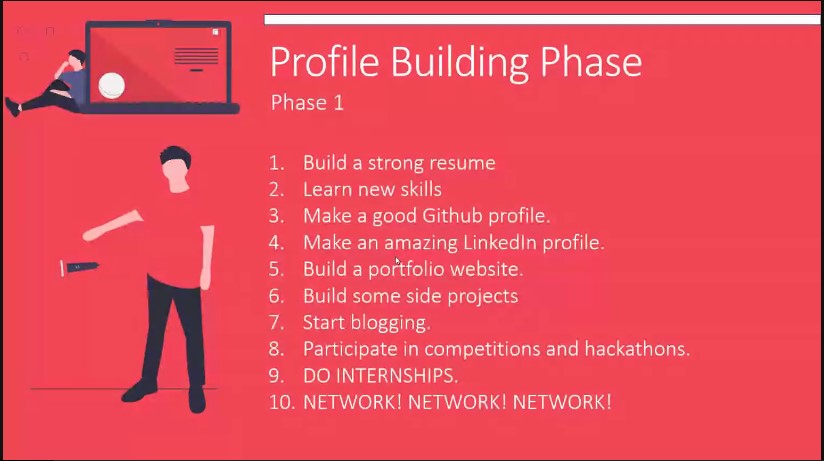 Profile Building Phase
Phase 1
1. Build a strong resume
2. Learn new skills
3. Make a good Github profile.
4. Make an amazing LinkedIn profile.
5. Build a portfolio website.
6. Build some side projects
7. Start blogging.
8. Participate in competitions and hackathons.
9. DO INTERNSHIPS.
10. NETWORK! NETWORK! NETWORK!